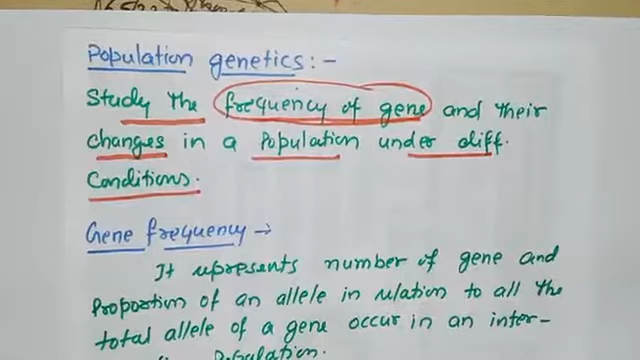 Population genetics:-
Study the frequency of gene and their
changes in a Population under diff.
Conditions.
Gene frequency →
It represents number of gene and
Proportion of an allele in relation to all the
total allele of a gene occur in an inter-
Population.